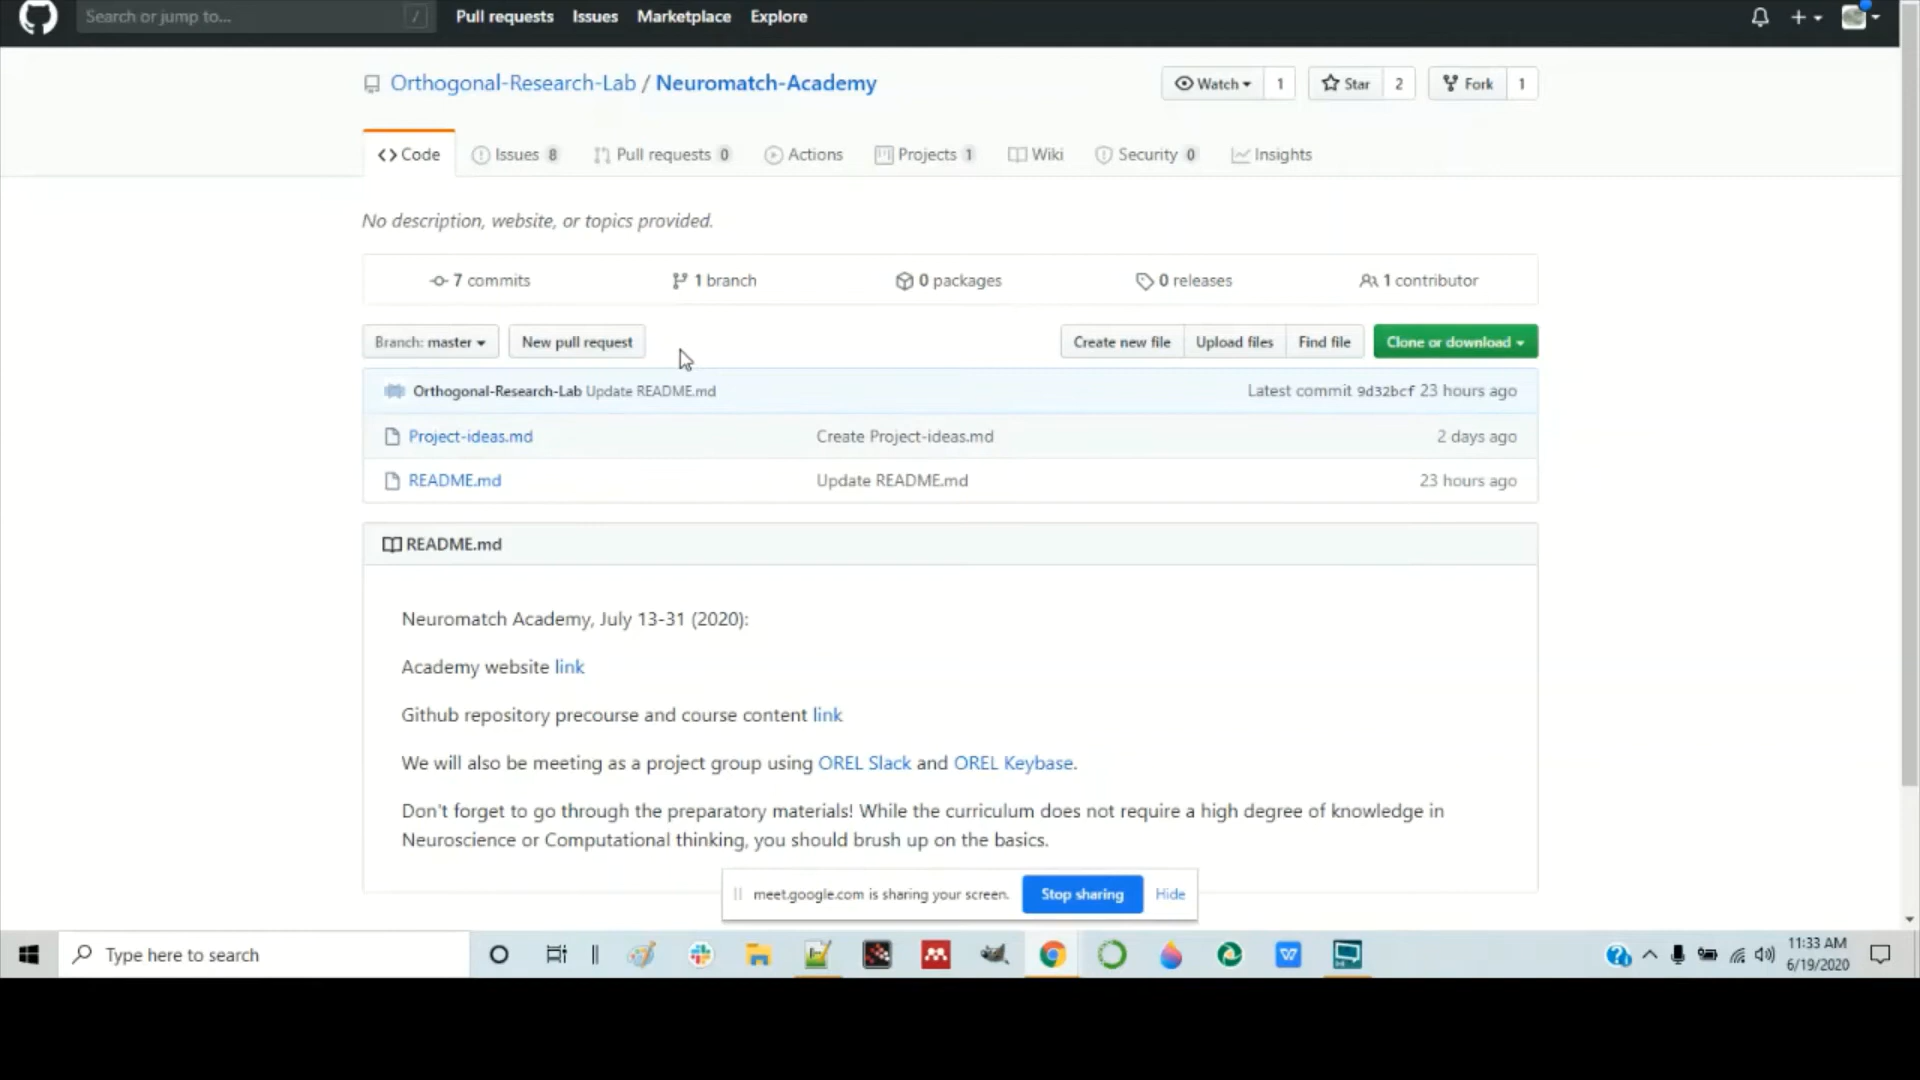 Search or jump to... /
Pull requests Issues Marketplace Explore
Orthogonal-Research-Lab / Neuromatch-Academy
Watch 1 Star 2 Fork 1
Code Issues 8 Pull requests 0 Actions Projects 1 Wiki Security 0 Insights
No description, website, or topics provided.
7 commits 1 branch 0 packages 0 releases 1 contributor
Branch: master New pull request Create new file Upload files Find file Clone or download
Orthogonal-Research-Lab Update README.md Latest commit 9d32bcf 23 hours ago
Project-ideas.md Create Project-ideas.md 2 days ago
README.md Update README.md 23 hours ago
README.md
Neuromatch Academy, July 13-31 (2020):
Academy website link
Github repository precourse and course content link
We will also be meeting as a project group using OREL Slack and OREL Keybase.
Don't forget to go through the preparatory materials! While the curriculum does not require a high degree of knowledge in
Neuroscience or Computational thinking, you should brush up on the basics.
meet.google.com is sharing your screen. Stop sharing Hide
Type here to search
11:33 AM
6/19/2020